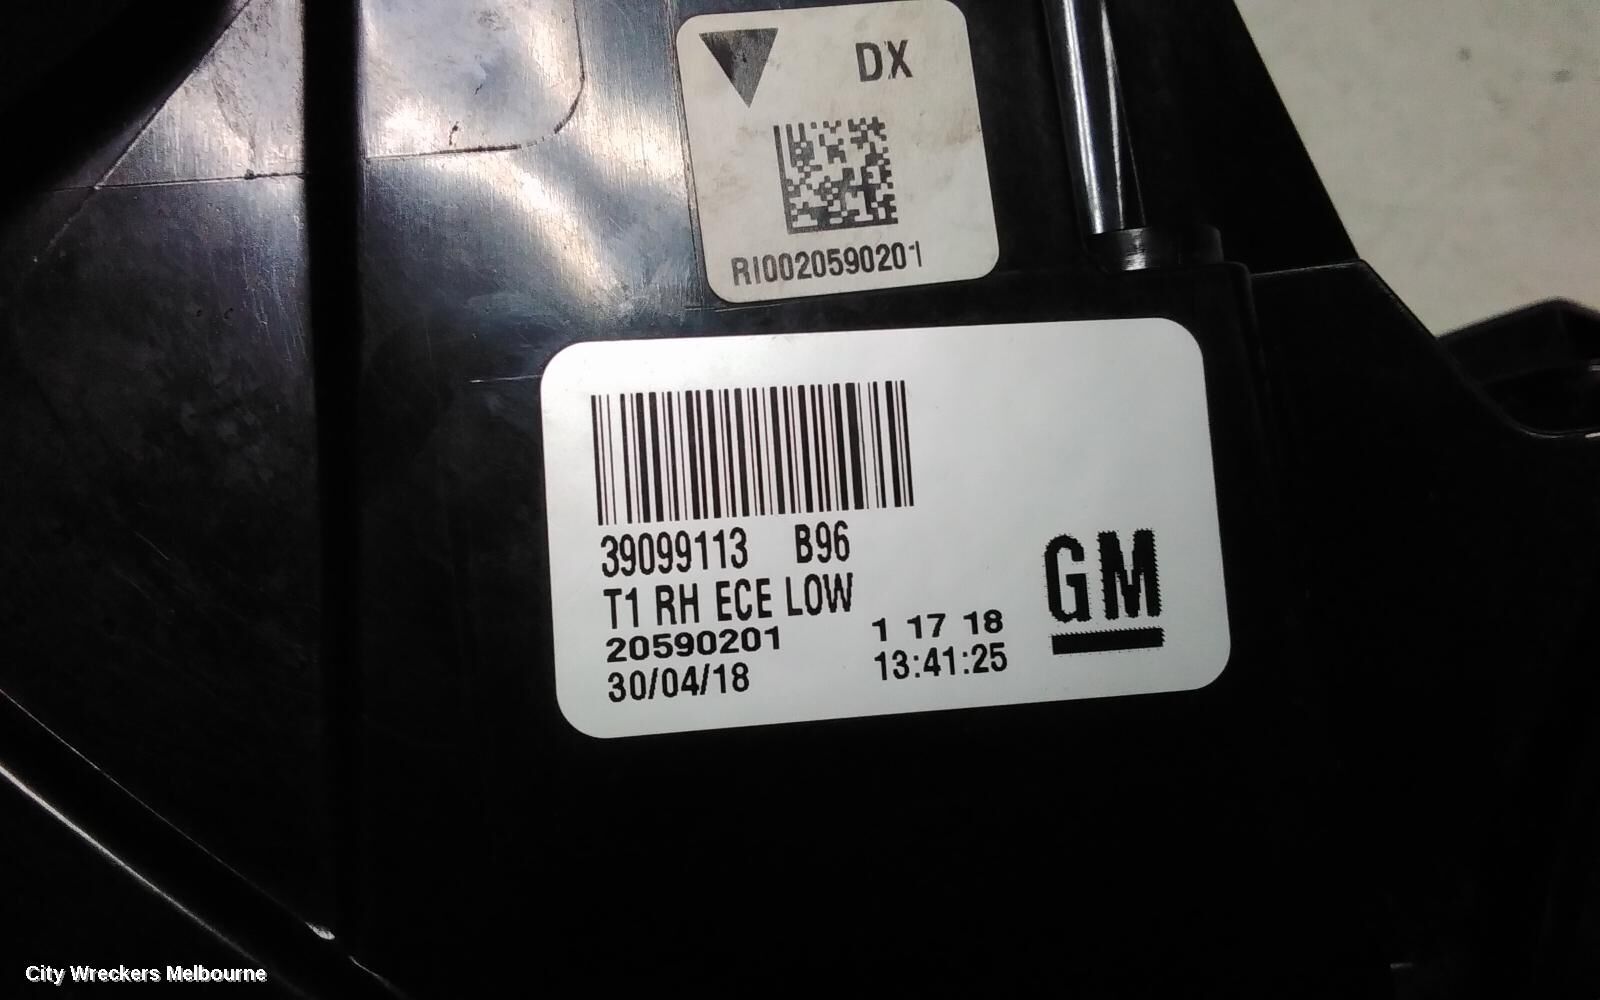 DX
RI0020590201
39099113 B96
T1 RH ECE LOW
20590201 1 17 18
30/04/18 13:41:25
GM
City Wreckers Melbourne